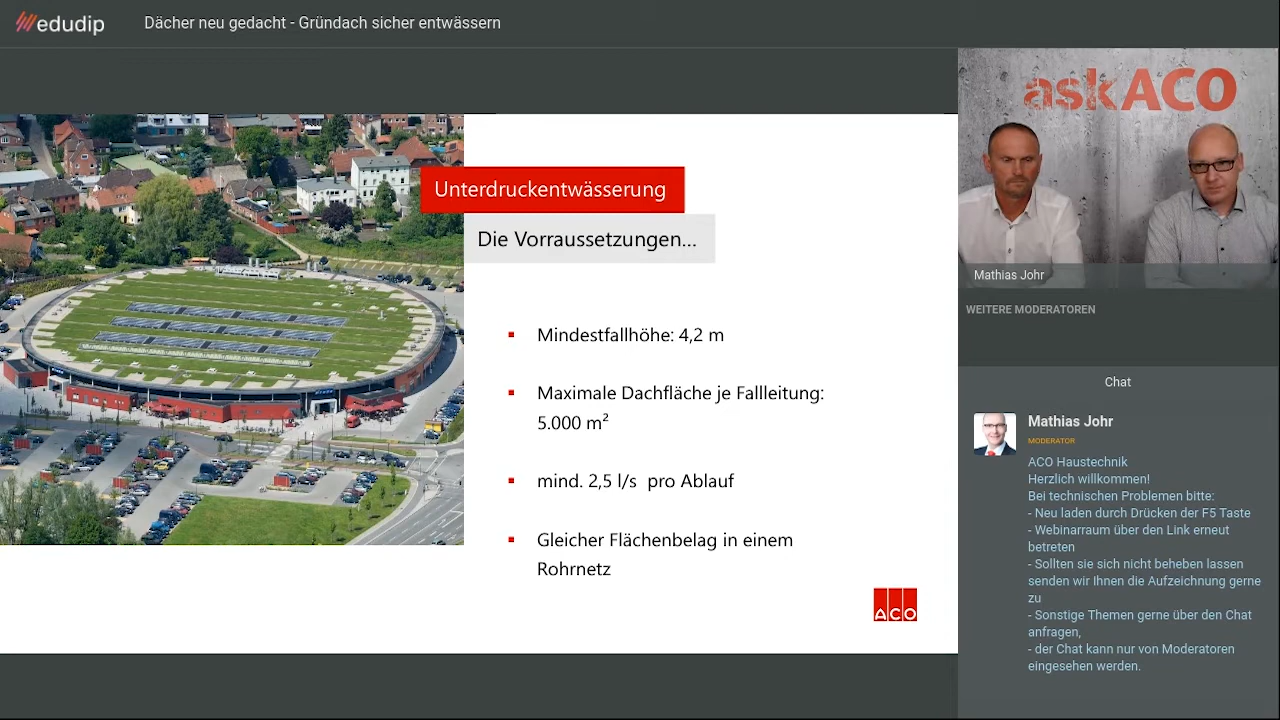 edudip
Dächer neu gedacht - Gründach sicher entwässern
Unterdruckentwässerung
Die Vorraussetzungen...
▪ Mindestfallhöhe: 4,2 m
▪ Maximale Dachfläche je Fallleitung:
5.000 m²
▪ mind. 2,5 l/s pro Ablauf
▪ Gleicher Flächenbelag in einem
Rohrnetz
ACO
askACO
Mathias Johr
WEITERE MODERATOREN
Chat
Mathias Johr
MODERATOR
ACO Haustechnik
Herzlich willkommen!
Bei technischen Problemen bitte:
- Neu laden durch Drücken der F5 Taste
- Webinarraum über den Link erneut
betreten
- Sollten sie sich nicht beheben lassen
senden wir Ihnen die Aufzeichnung gerne
zu
- Sonstige Themen gerne über den Chat
anfragen,
- der Chat kann nur von Moderatoren
eingesehen werden.